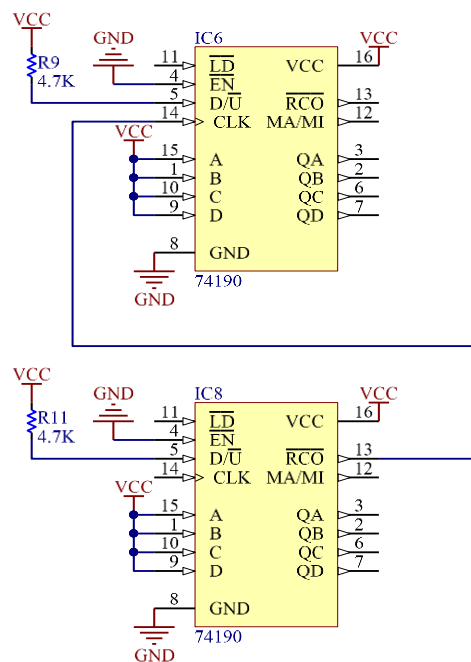 VCC
IC6
GND
VCC
R9
4.7K
11 LD VCC 16
4 EN
5 D/U RCO 13
14 CLK MA/MI 12
VCC
15 A QA 3
1 B QB 2
10 C QC 6
9 D QD 7
8 GND
GND
74190
VCC
IC8
GND
VCC
R11
4.7K
11 LD VCC 16
4 EN
5 D/U RCO 13
14 CLK MA/MI 12
VCC
15 A QA 3
1 B QB 2
10 C QC 6
9 D QD 7
8 GND
GND
74190